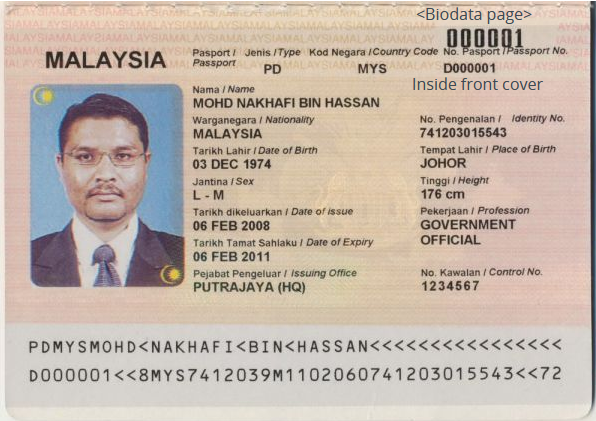 <Biodata page>
000001
MALAYSIA
Pasport / Passport
Jenis / Type
Kod Negara / Country Code
No. Pasport / Passport No.
PD
MYS
D000001
Inside front cover
Nama / Name
MOHD NAKHAFI BIN HASSAN
Warganegara / Nationality
No. Pengenalan / Identity No.
MALAYSIA
741203015543
Tarikh Lahir / Date of Birth
Tempat Lahir / Place of Birth
03 DEC 1974
JOHOR
Jantina / Sex
Tinggi / Height
L - M
176 cm
Tarikh dikeluarkan / Date of issue
Pekerjaan / Profession
06 FEB 2008
GOVERNMENT
OFFICIAL
Tarikh Tamat Sahlaku / Date of Expiry
06 FEB 2011
Pejabat Pengeluar / Issuing Office
No. Kawalan / Control No.
PUTRAJAYA (HQ)
1234567
PDMYSMOHD<NAKHAFI<BIN<HASSAN<<<<<<<<<<<<<<<<
D000001<<8MYS7412039M1102060741203015543<<72